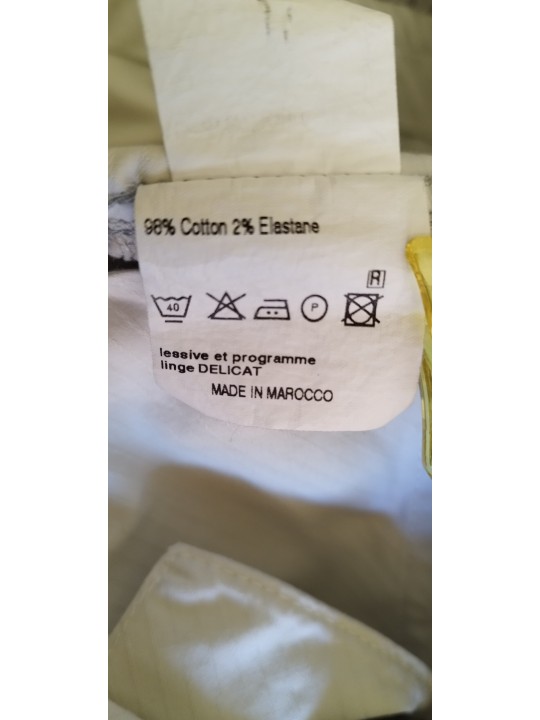 98% Cotton 2% Elastane
R
40
P
lessive et programme
linge DELICAT
MADE IN MAROCCO